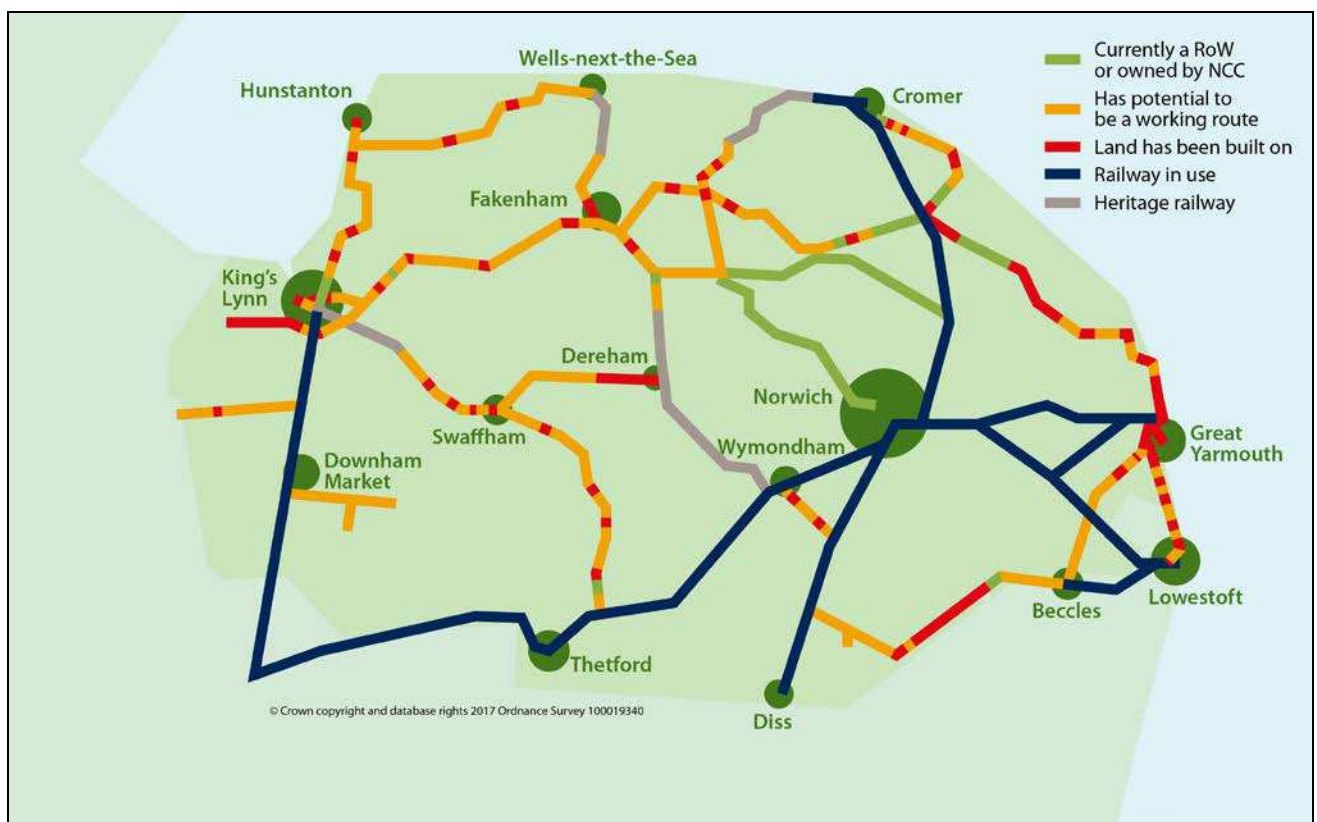 Wells-next-the-Sea
Hunstanton
Cromer
Currently a RoW
or owned by NCC
Has potential to
be a working route
Land has been built on
Railway in use
Heritage railway
Fakenham
King's
Lynn
Dereham
Norwich
Swaffham
Wymondham
Great
Yarmouth
Downham
Market
Beccles
Lowestoft
Thetford
© Crown copyright and database rights 2017 Ordnance Survey 100019340
Diss